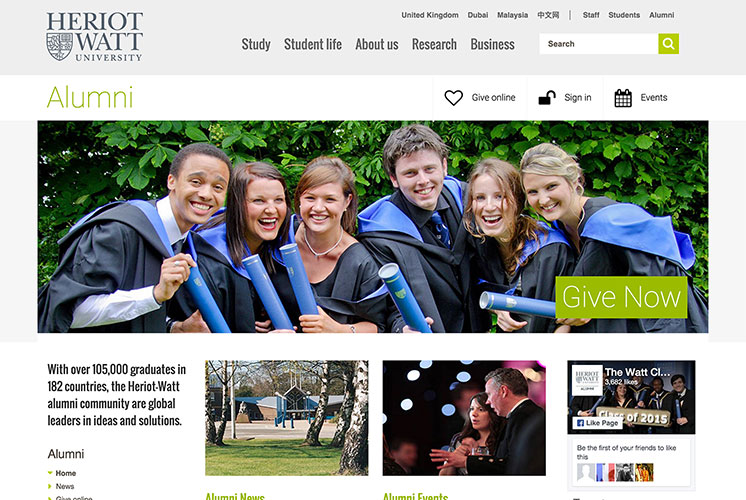 HERIOT
WATT
UNIVERSITY
United Kingdom Dubai Malaysia 中文网 | Staff Students Alumni
Study Student life About us Research Business
Search
Alumni
Give online
Sign in
Events
Give Now
With over 105,000 graduates in
182 countries, the Heriot-Watt
alumni community are global
leaders in ideas and solutions.
Alumni
Home
News
Give online
Alumni News
Alumni Events
HERIOT
WATT
ALUMNI
The Watt Cl...
3,682 likes
Class of 2015
Like Page
Be the first of your friends to like
this